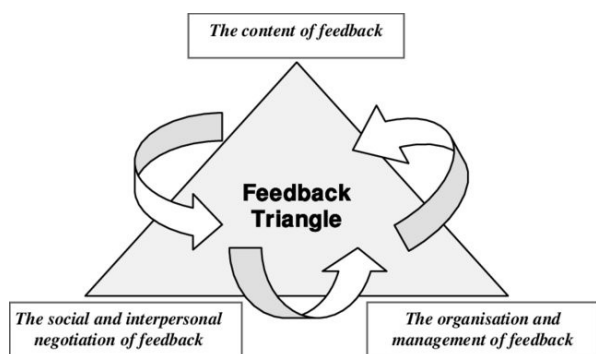 The content of feedback
Feedback
Triangle
The social and interpersonal
negotiation of feedback
The organisation and
management of feedback